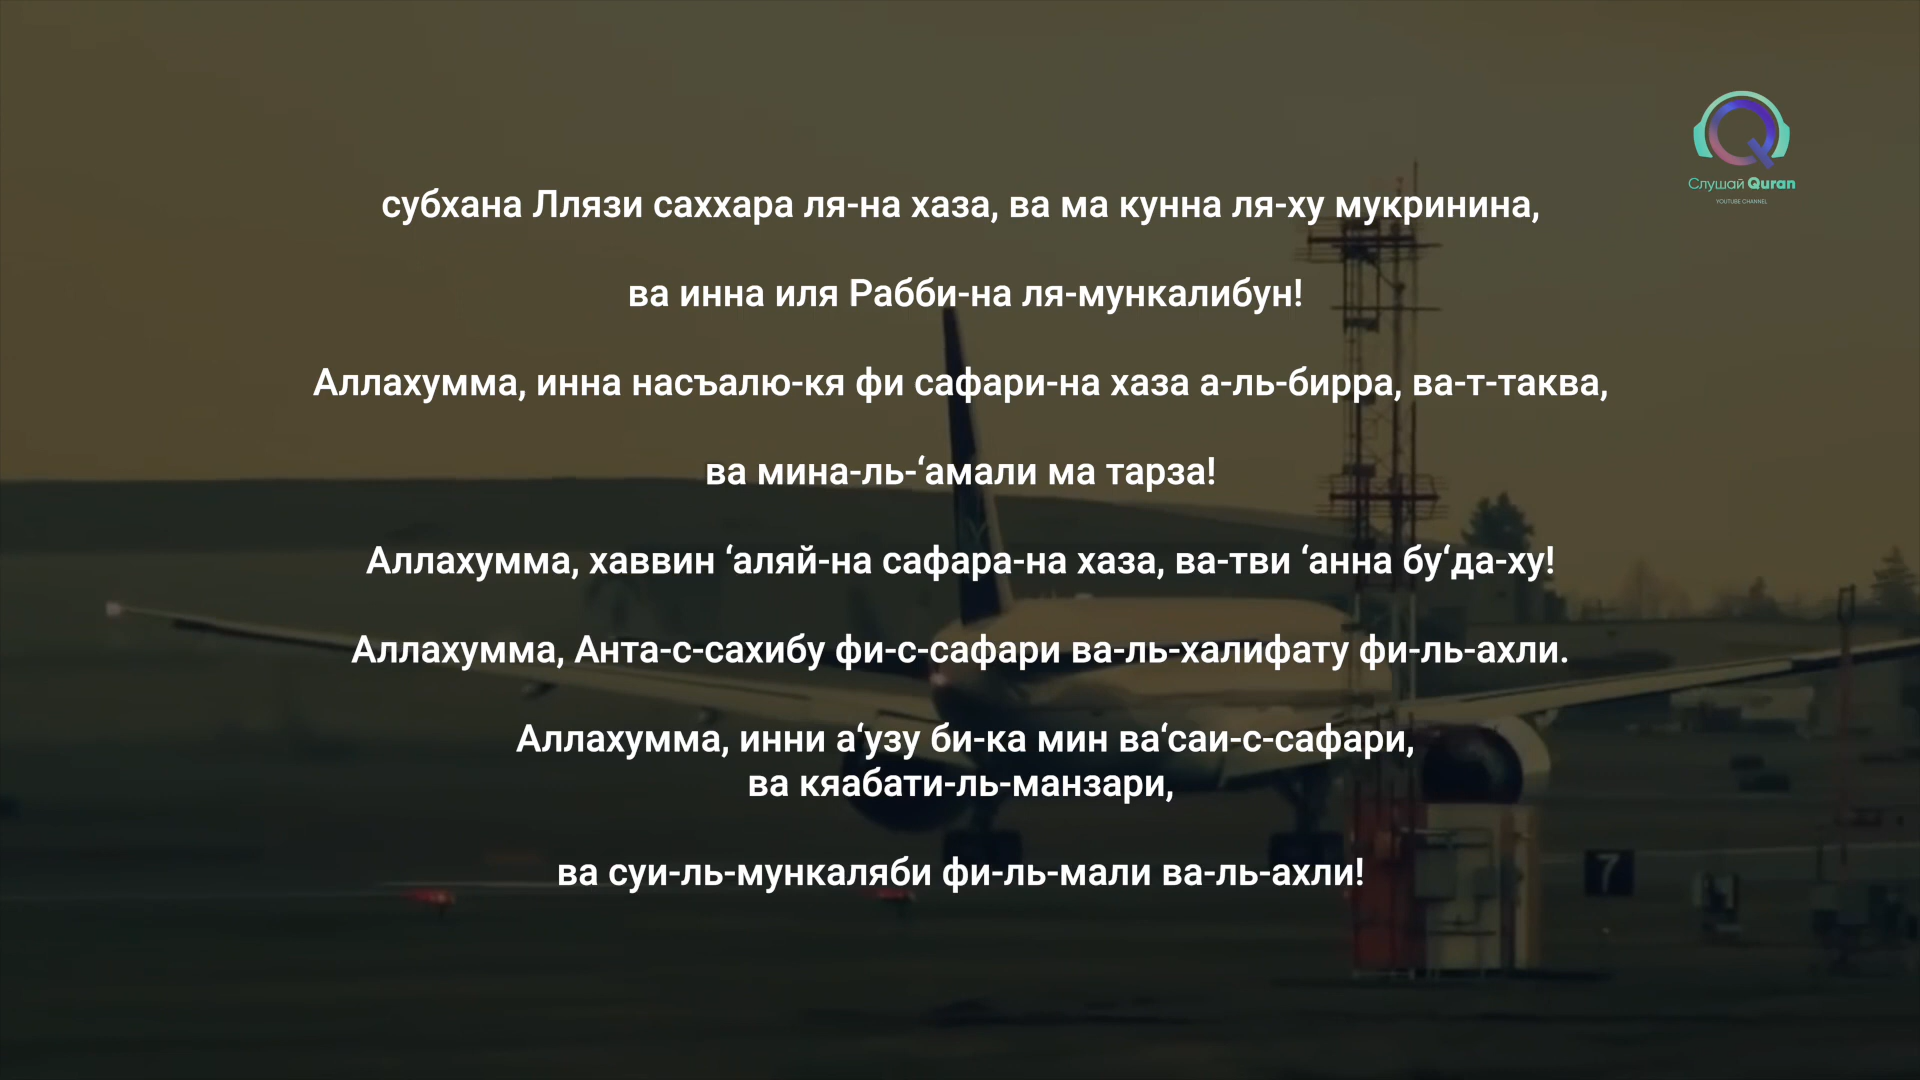 Слушай Quran
YOUTUBE CHANNEL
субхана Ллязи саххара ля-на хаза, ва ма кунна ля-ху мукринина,
ва инна иля Рабби-на ля-мункалибун!
Аллахумма, инна насъалю-кя фи сафари-на хаза а-ль-бирра, ва-т-таква,
ва мина-ль-‘амали ма тарза!
Аллахумма, хаввин ‘аляй-на сафара-на хаза, ва-тви ‘анна бу‘да-ху!
Аллахумма, Анта-с-сахибу фи-с-сафари ва-ль-халифату фи-ль-ахли.
Аллахумма, инни а‘узу би-ка мин ва‘саи-с-сафари,
ва кяабати-ль-манзари,
ва суи-ль-мункаляби фи-ль-мали ва-ль-ахли!
7